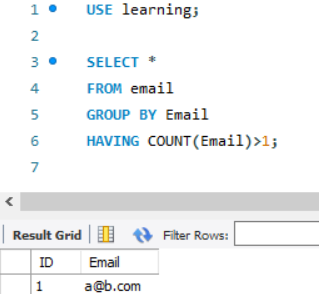 1 USE learning;
2
3 SELECT *
4 FROM email
5 GROUP BY Email
6 HAVING COUNT(Email)>1;
7
Result Grid Filter Rows:
ID Email
1 a@b.com